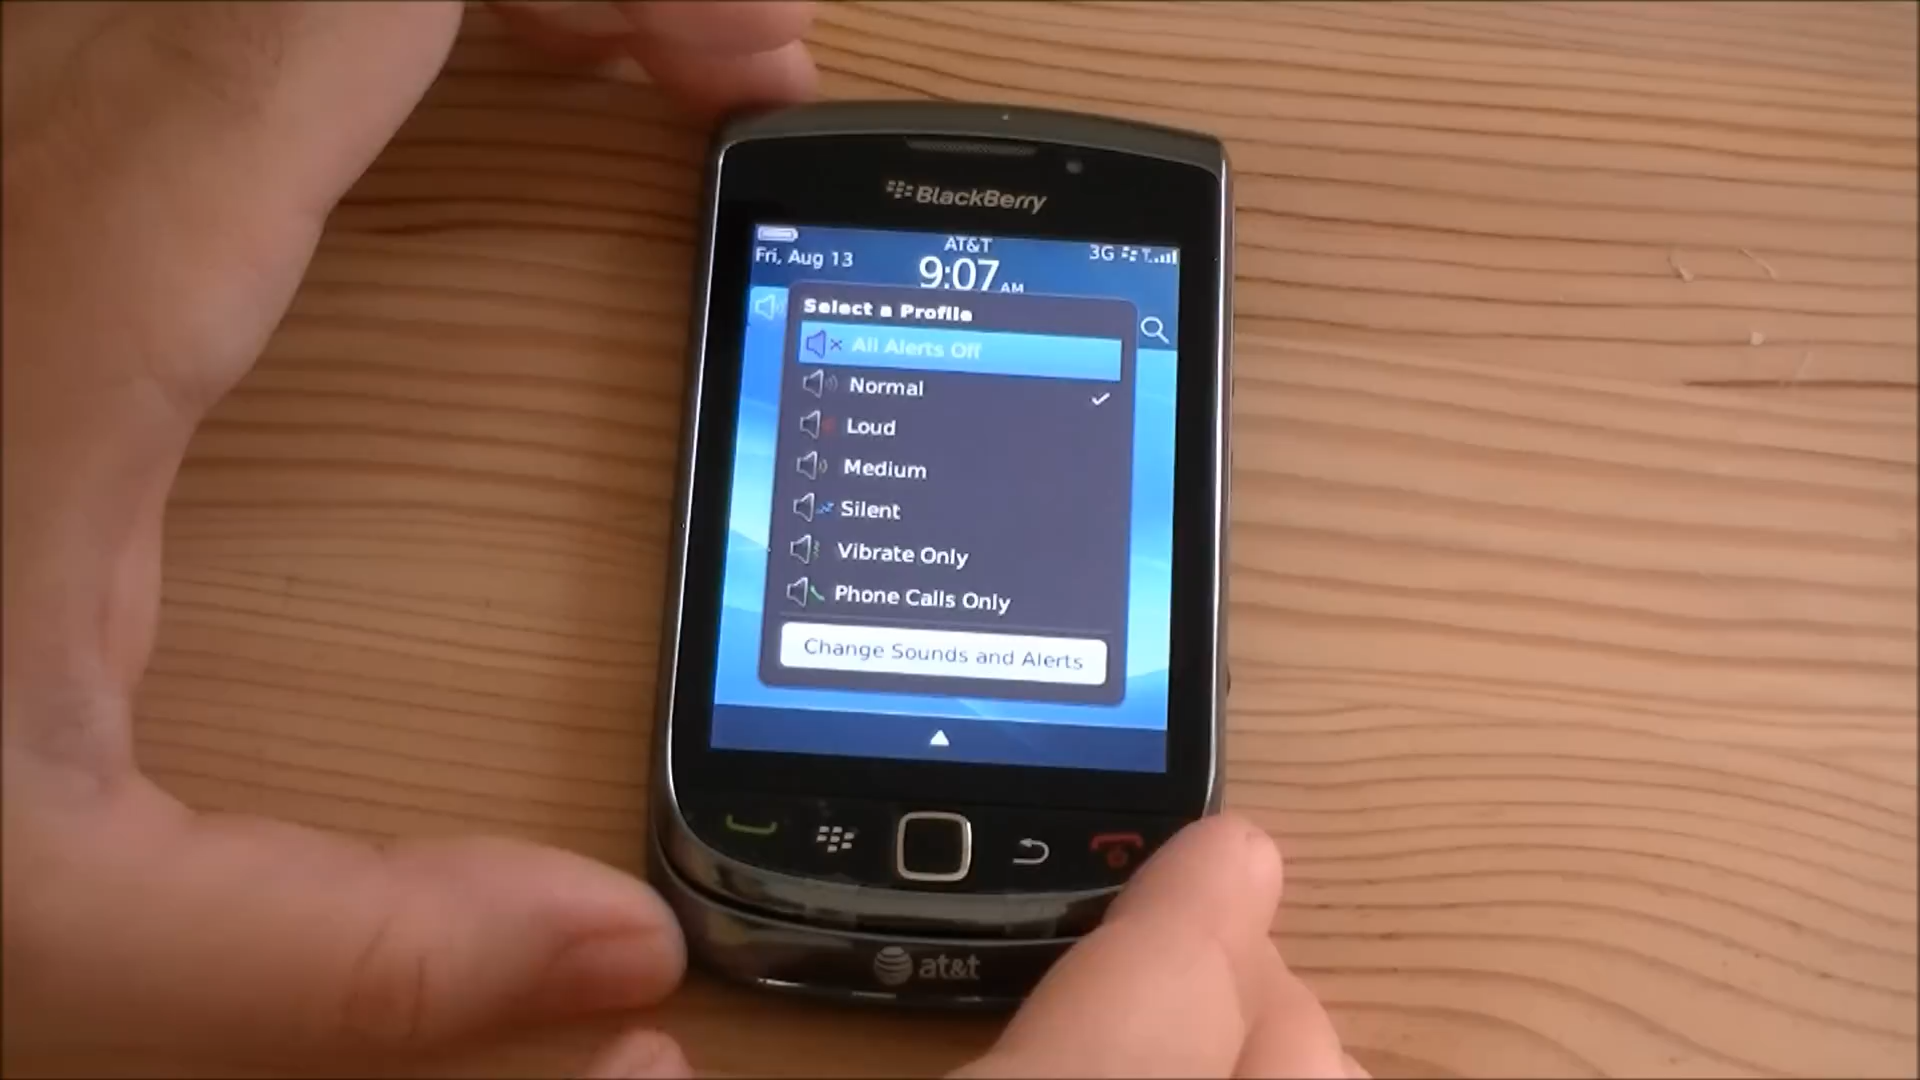 BlackBerry
AT&T
3G
Fri, Aug 13
9:07 AM
Select a Profile
All Alerts Off
Normal
Loud
Medium
Silent
Vibrate Only
Phone Calls Only
Change Sounds and Alerts
at&t